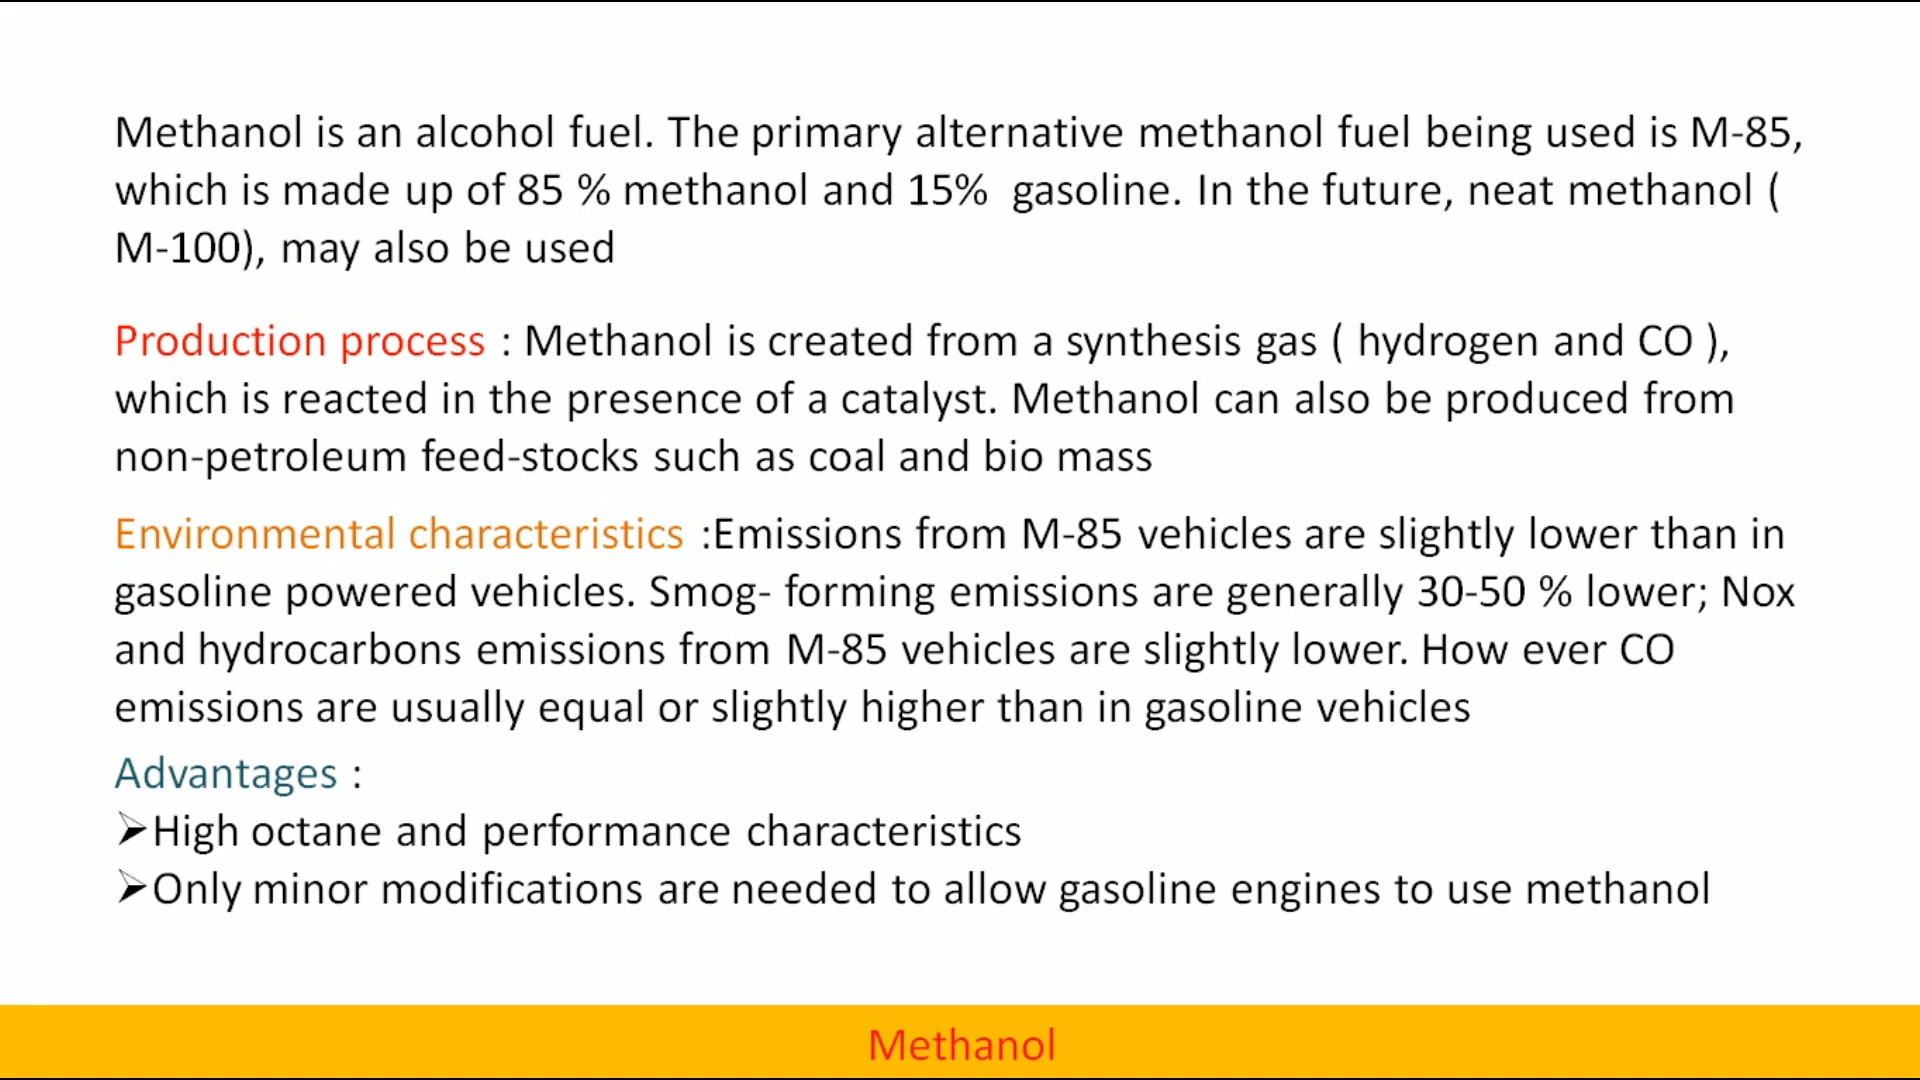 Methanol is an alcohol fuel. The primary alternative methanol fuel being used is M-85,
which is made up of 85 % methanol and 15%  gasoline. In the future, neat methanol (
M-100), may also be used
Production process : Methanol is created from a synthesis gas ( hydrogen and CO ),
which is reacted in the presence of a catalyst. Methanol can also be produced from
non-petroleum feed-stocks such as coal and bio mass
Environmental characteristics :Emissions from M-85 vehicles are slightly lower than in
gasoline powered vehicles. Smog- forming emissions are generally 30-50 % lower; Nox
and hydrocarbons emissions from M-85 vehicles are slightly lower. How ever CO
emissions are usually equal or slightly higher than in gasoline vehicles
Advantages :
➢High octane and performance characteristics
➢Only minor modifications are needed to allow gasoline engines to use methanol
Methanol